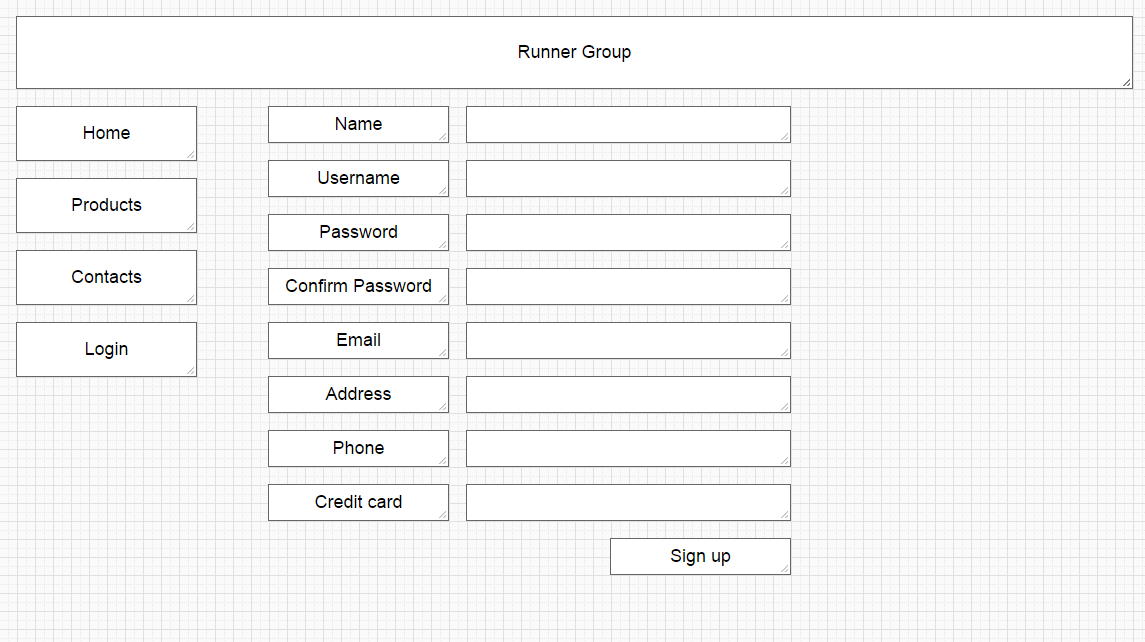 Runner Group
Home
Products
Contacts
Login
Name
Username
Password
Confirm Password
Email
Address
Phone
Credit card
Sign up